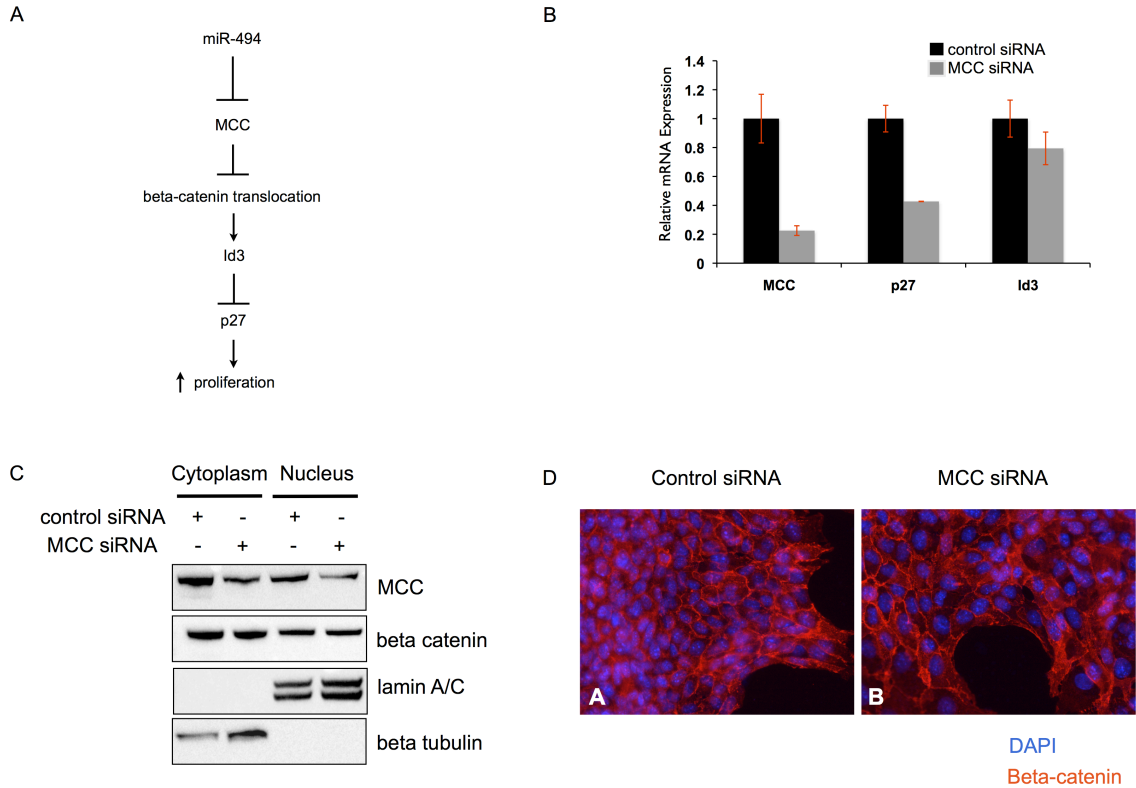 A
miR-494
MCC
beta-catenin translocation
Id3
p27
proliferation
B
control siRNA
MCC siRNA
Relative mRNA Expression
1.4
1.2
1
0.8
0.6
0.4
0.2
0
MCC
p27
Id3
C
Cytoplasm Nucleus
control siRNA + - + -
MCC siRNA - + - +
MCC
beta catenin
lamin A/C
beta tubulin
D
Control siRNA
MCC siRNA
A
B
DAPI
Beta-catenin